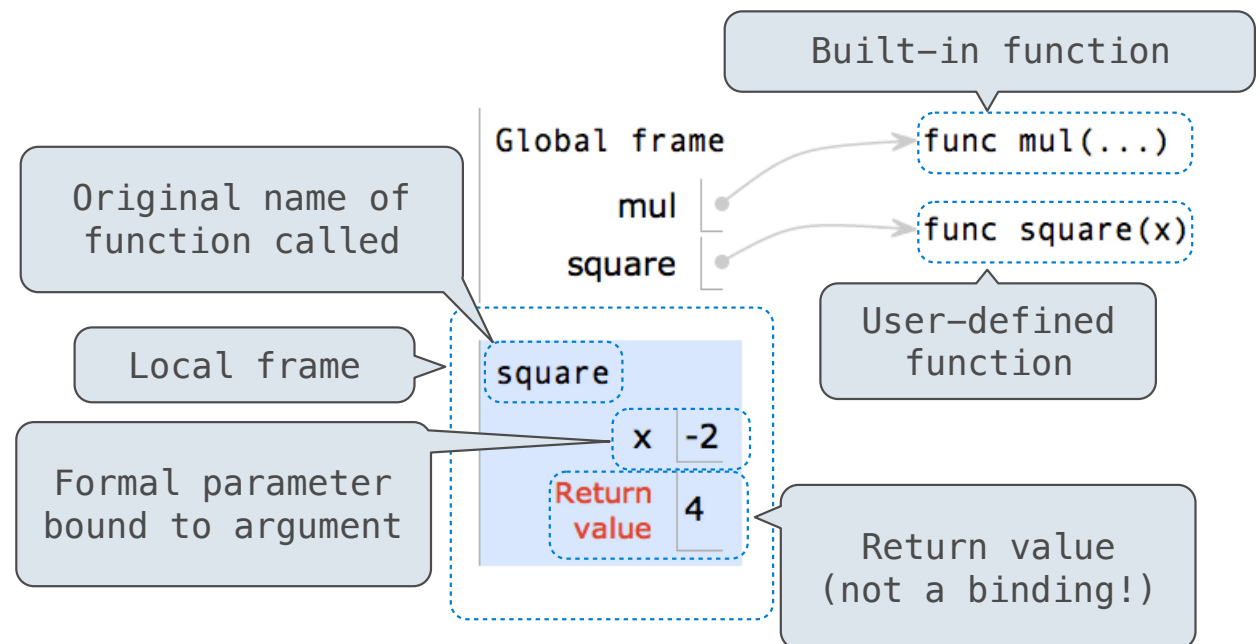 Built-in function
Global frame
func mul(...)
mul
func square(x)
square
Original name of
function called
User-defined
function
Local frame
square
x -2
Formal parameter
bound to argument
Return
value
4
Return value
(not a binding!)